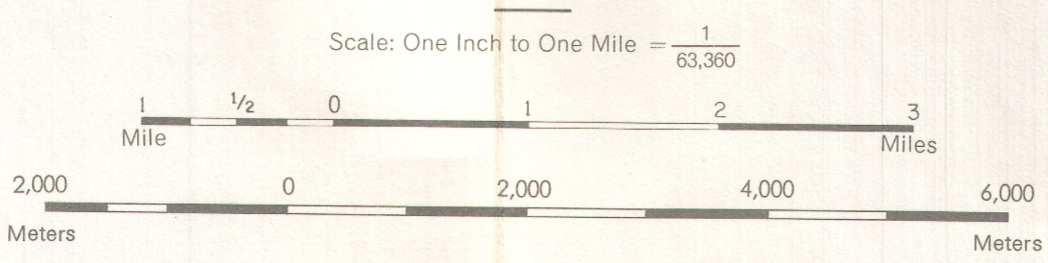 Scale: One Inch to One Mile = 1/63,360
1 1/2 0 1 2 3
Mile Miles
2,000 0 2,000 4,000 6,000
Meters Meters